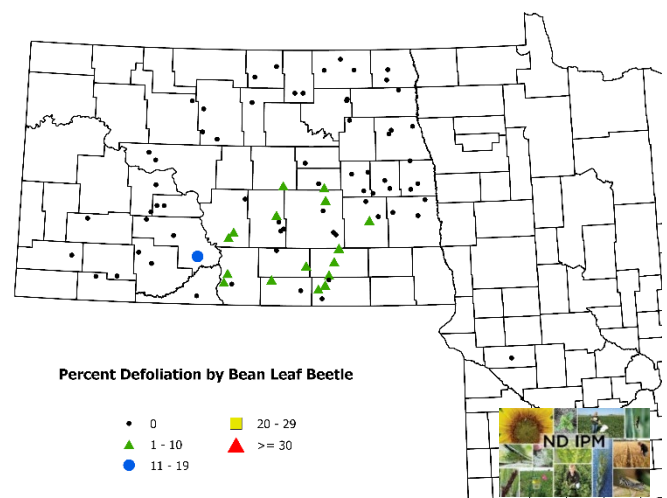 Percent Defoliation by Bean Leaf Beetle
0
1 - 10
11 - 19
20 - 29
>= 30
ND IPM